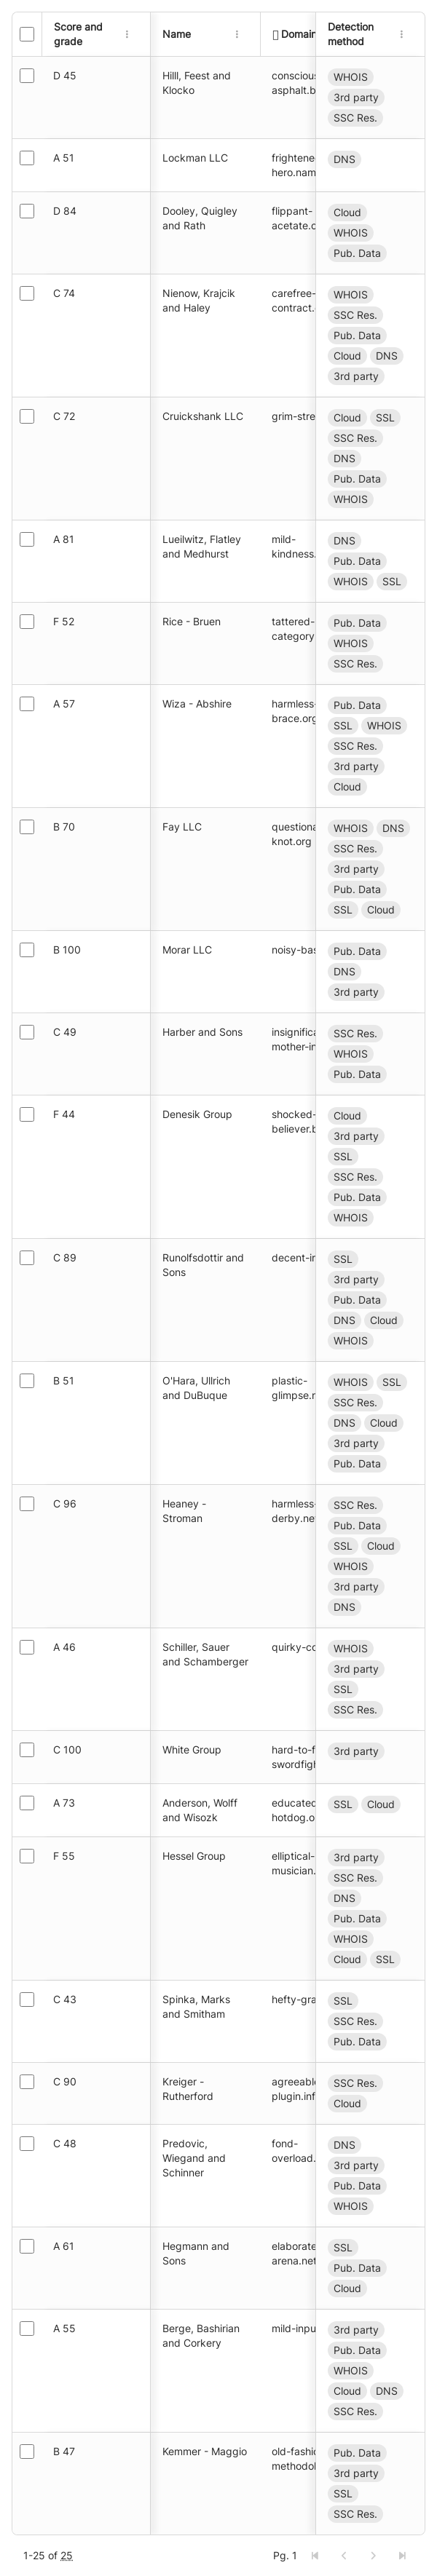 Score and grade
Name
Domain
Detection method
D 45
Hilll, Feest and Klocko
conscious-
asphalt.b
WHOIS
3rd party
SSC Res.
A 51
Lockman LLC
frightene
hero.nam
DNS
D 84
Dooley, Quigley and Rath
flippant-
acetate.c
Cloud
WHOIS
Pub. Data
C 74
Nienow, Krajcik and Haley
carefree-
contract.
WHOIS
SSC Res.
Pub. Data
Cloud DNS
3rd party
C 72
Cruickshank LLC
grim-stre
Cloud SSL
SSC Res.
DNS
Pub. Data
WHOIS
A 81
Lueilwitz, Flatley and Medhurst
mild-
kindness.
DNS
Pub. Data
WHOIS SSL
F 52
Rice - Bruen
tattered-
category
Pub. Data
WHOIS
SSC Res.
A 57
Wiza - Abshire
harmless-
brace.org
Pub. Data
SSL WHOIS
SSC Res.
3rd party
Cloud
B 70
Fay LLC
questiona
knot.org
WHOIS DNS
SSC Res.
3rd party
Pub. Data
SSL Cloud
B 100
Morar LLC
noisy-bas
Pub. Data
DNS
3rd party
C 49
Harber and Sons
insignifica
mother-in
SSC Res.
WHOIS
Pub. Data
F 44
Denesik Group
shocked-
believer.b
Cloud
3rd party
SSL
SSC Res.
Pub. Data
WHOIS
C 89
Runolfsdottir and Sons
decent-in
SSL
3rd party
Pub. Data
DNS Cloud
WHOIS
B 51
O'Hara, Ullrich and DuBuque
plastic-
glimpse.n
WHOIS SSL
SSC Res.
DNS Cloud
3rd party
Pub. Data
C 96
Heaney - Stroman
harmless-
derby.net
SSC Res.
Pub. Data
SSL Cloud
WHOIS
3rd party
DNS
A 46
Schiller, Sauer and Schamberger
quirky-co
WHOIS
3rd party
SSL
SSC Res.
C 100
White Group
hard-to-f
swordfigh
3rd party
A 73
Anderson, Wolff and Wisozk
educated
hotdog.o
SSL Cloud
F 55
Hessel Group
elliptical-
musician.
3rd party
SSC Res.
DNS
Pub. Data
WHOIS
Cloud SSL
C 43
Spinka, Marks and Smitham
hefty-gra
SSL
SSC Res.
Pub. Data
C 90
Kreiger - Rutherford
agreeable
plugin.inf
SSC Res.
Cloud
C 48
Predovic, Wiegand and Schinner
fond-
overload.
DNS
3rd party
Pub. Data
WHOIS
A 61
Hegmann and Sons
elaborate
arena.net
SSL
Pub. Data
Cloud
A 55
Berge, Bashirian and Corkery
mild-inpu
3rd party
Pub. Data
WHOIS
Cloud DNS
SSC Res.
B 47
Kemmer - Maggio
old-fashic
methodol
Pub. Data
3rd party
SSL
SSC Res.
1-25 of 25
Pg. 1